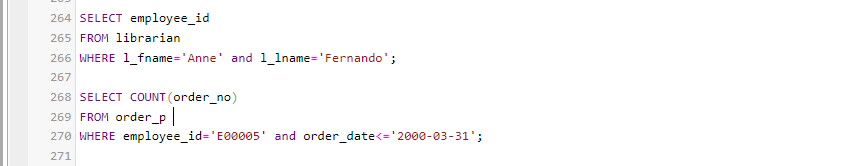 264 SELECT employee_id
265 FROM librarian
266 WHERE l_fname='Anne' and l_lname='Fernando';
267
268 SELECT COUNT(order_no)
269 FROM order_p
270 WHERE employee_id='E00005' and order_date<='2000-03-31';
271